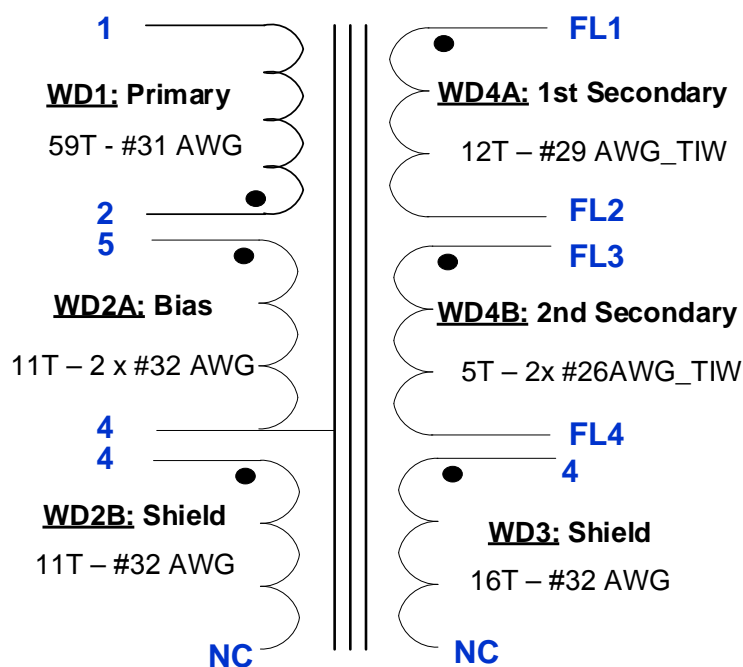 1
WD1: Primary
59T - #31 AWG
2
5
WD2A: Bias
11T – 2 x #32 AWG
4
4
WD2B: Shield
11T – #32 AWG
NC
FL1
WD4A: 1st Secondary
12T – #29 AWG_TIW
FL2
FL3
WD4B: 2nd Secondary
5T – 2x #26AWG_TIW
FL4
4
WD3: Shield
16T – #32 AWG
NC